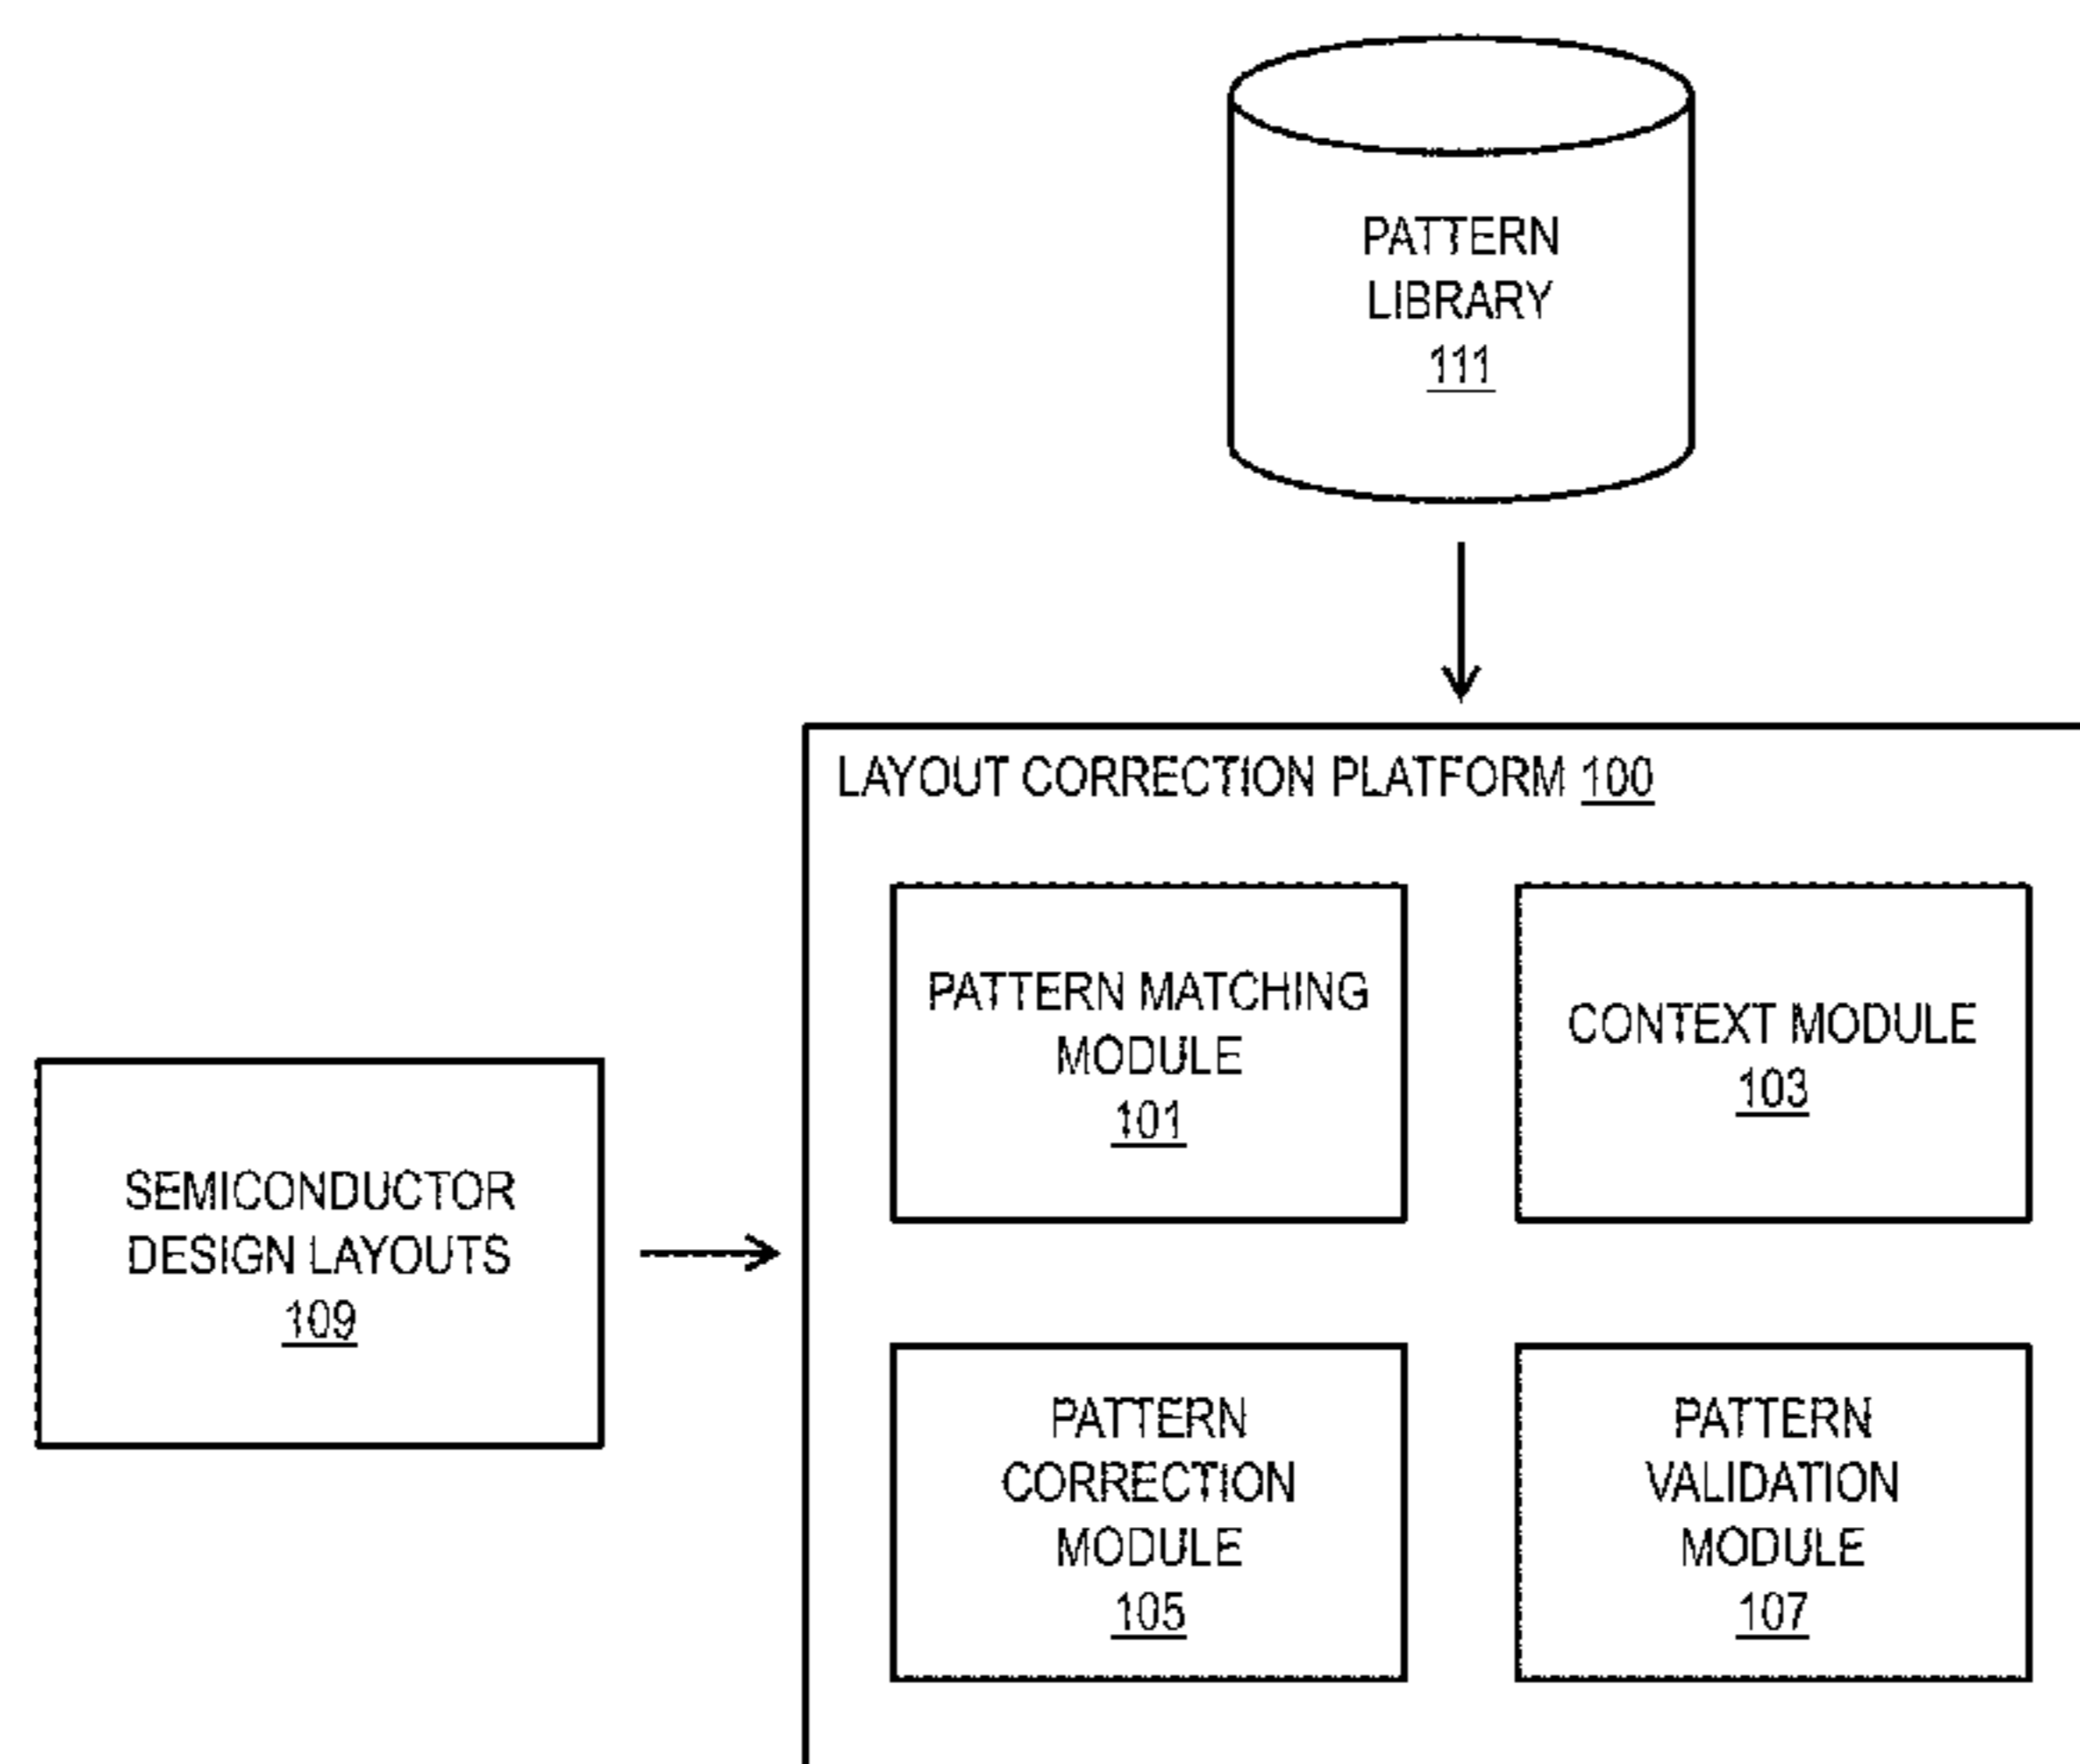 PATTERN
LIBRARY
111
LAYOUT CORRECTION PLATFORM 100
PATTERN MATCHING
MODULE
101
CONTEXT MODULE
103
SEMICONDUCTOR
DESIGN LAYOUTS
109
PATTERN
CORRECTION
MODULE
105
PATTERN
VALIDATION
MODULE
107